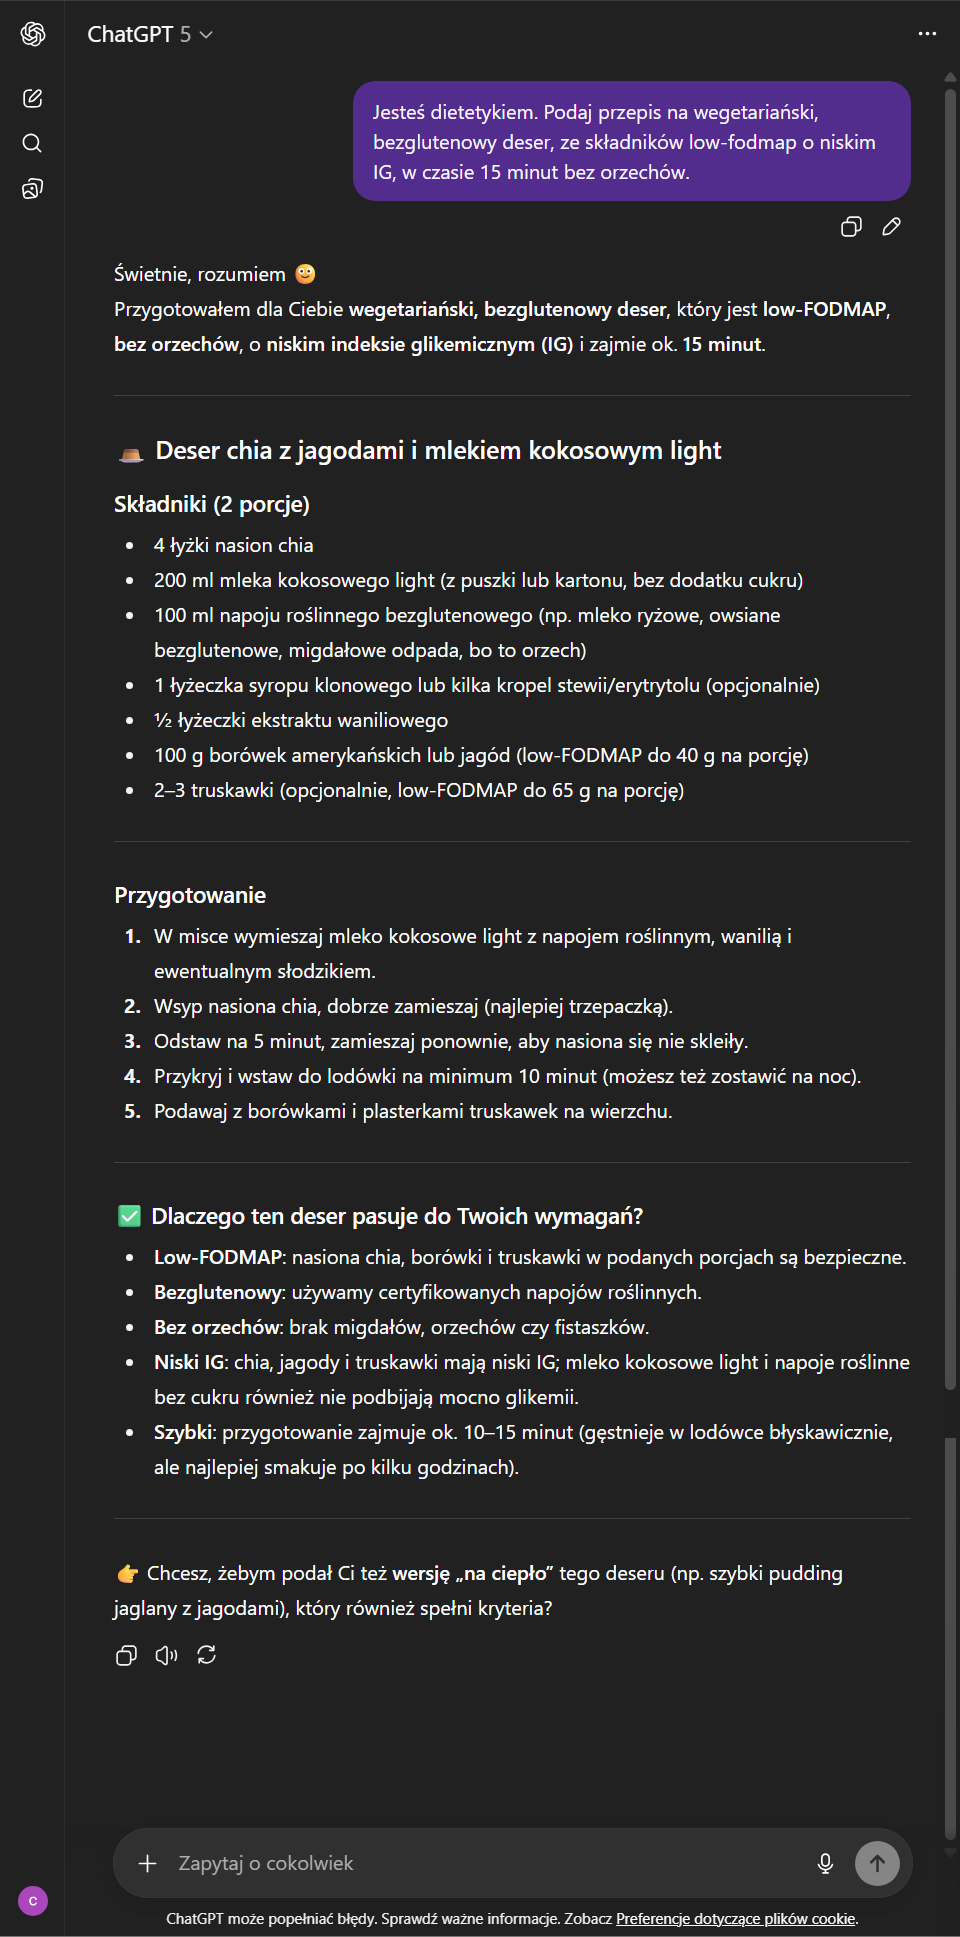 ChatGPT 5
Jesteś dietetykiem. Podaj przepis na wegetariański,
bezglutenowy deser, ze składników low-fodmap o niskim
IG, w czasie 15 minut bez orzechów.
Świetnie, rozumiem 🙂
Przygotowałem dla Ciebie wegetariański, bezglutenowy deser, który jest low-FODMAP,
bez orzechów, o niskim indeksie glikemicznym (IG) i zajmie ok. 15 minut.
🍮 Deser chia z jagodami i mlekiem kokosowym light
Składniki (2 porcje)
• 4 łyżki nasion chia
• 200 ml mleka kokosowego light (z puszki lub kartonu, bez dodatku cukru)
• 100 ml napoju roślinnego bezglutenowego (np. mleko ryżowe, owsiane
bezglutenowe, migdałowe odpada, bo to orzech)
• 1 łyżeczka syropu klonowego lub kilka kropel stewii/erytrytolu (opcjonalnie)
• ½ łyżeczki ekstraktu waniliowego
• 100 g borówek amerykańskich lub jagód (low-FODMAP do 40 g na porcję)
• 2–3 truskawki (opcjonalnie, low-FODMAP do 65 g na porcję)
Przygotowanie
1. W misce wymieszaj mleko kokosowe light z napojem roślinnym, wanilią i
ewentualnym słodzikiem.
2. Wsyp nasiona chia, dobrze zamieszaj (najlepiej trzepaczką).
3. Odstaw na 5 minut, zamieszaj ponownie, aby nasiona się nie skleiły.
4. Przykryj i wstaw do lodówki na minimum 10 minut (możesz też zostawić na noc).
5. Podawaj z borówkami i plasterkami truskawek na wierzchu.
✅ Dlaczego ten deser pasuje do Twoich wymagań?
• Low-FODMAP: nasiona chia, borówki i truskawki w podanych porcjach są bezpieczne.
• Bezglutenowy: używamy certyfikowanych napojów roślinnych.
• Bez orzechów: brak migdałów, orzechów czy fistaszków.
• Niski IG: chia, jagody i truskawki mają niski IG; mleko kokosowe light i napoje roślinne
bez cukru również nie podbijają mocno glikemii.
• Szybki: przygotowanie zajmuje ok. 10–15 minut (gęstnieje w lodówce błyskawicznie,
ale najlepiej smakuje po kilku godzinach).
👉 Chcesz, żebym podał Ci też wersję „na ciepło” tego deseru (np. szybki pudding
jaglany z jagodami), który również spełni kryteria?
Zapytaj o cokolwiek
C
ChatGPT może popełniać błędy. Sprawdź ważne informacje. Zobacz Preferencje dotyczące plików cookie.